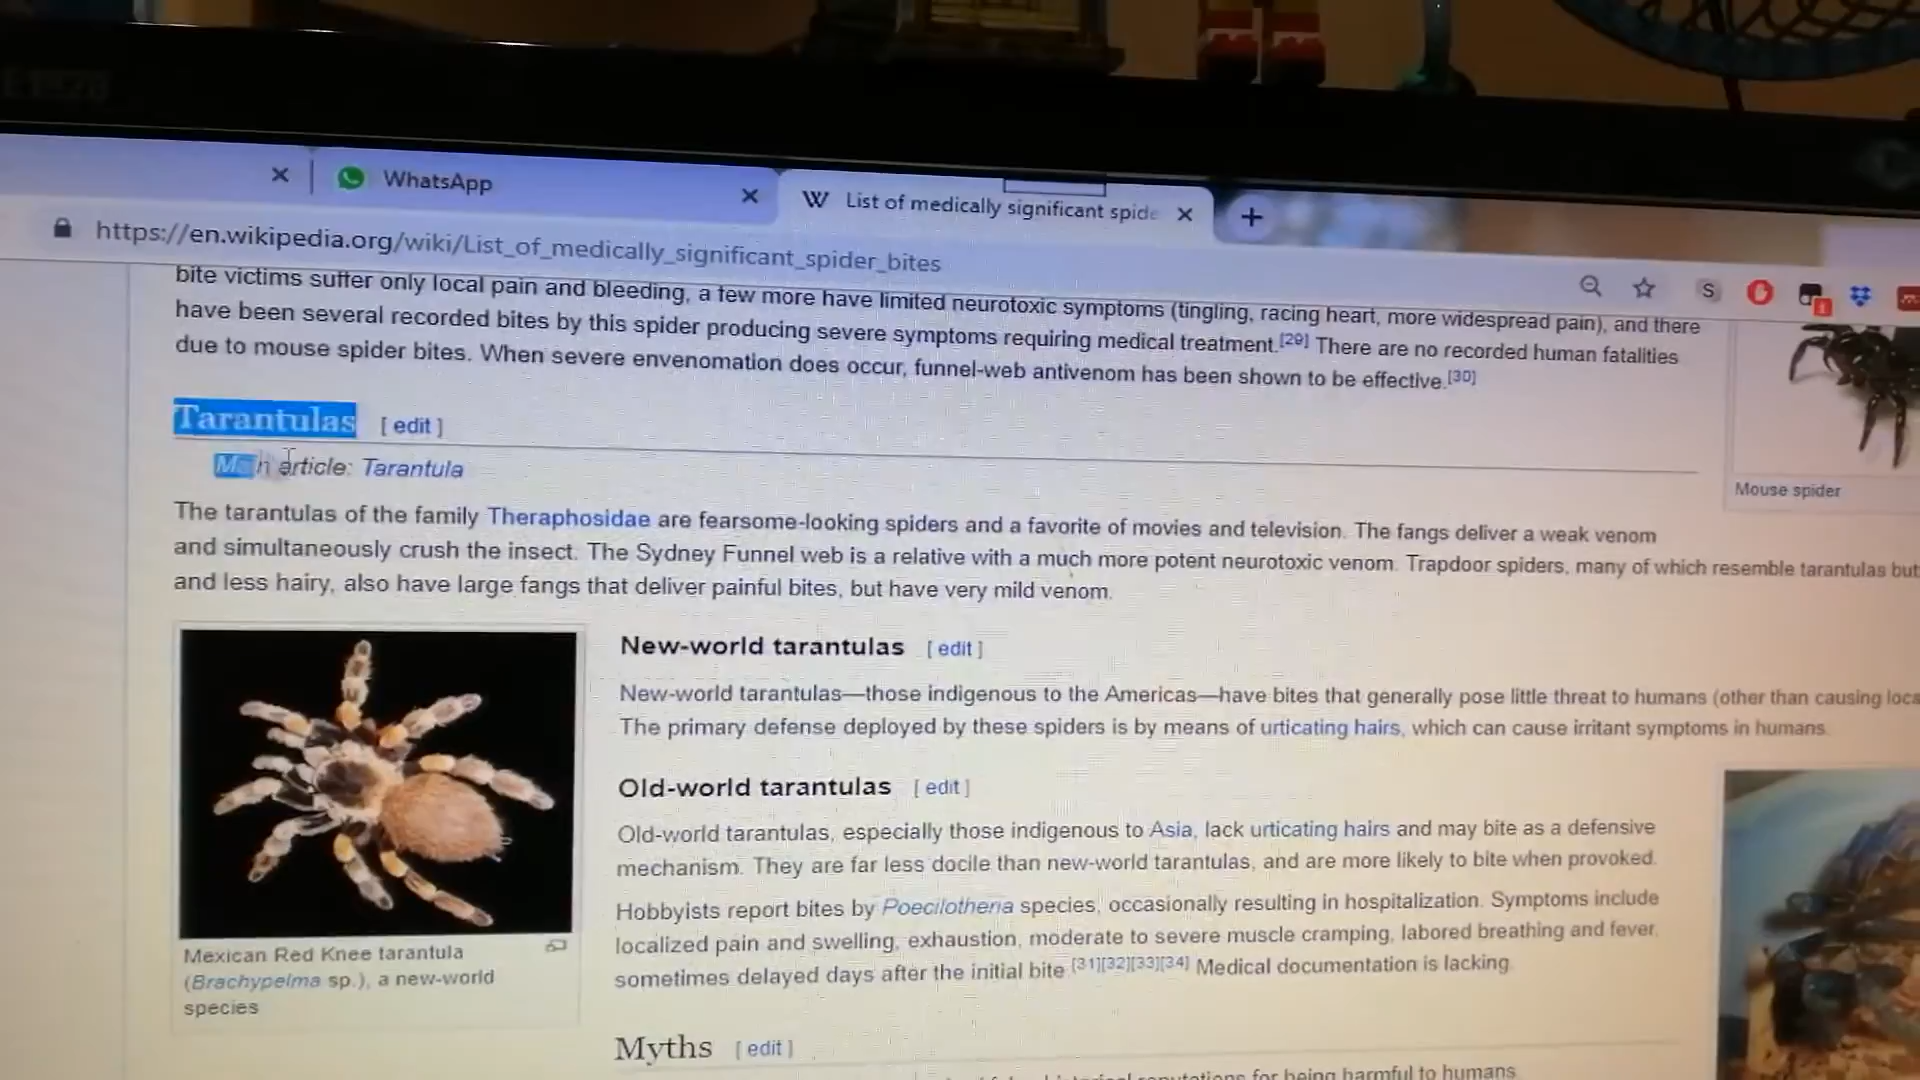 WhatsApp
List of medically significant spide
https://en.wikipedia.org/wiki/List_of_medically_significant_spider_bites
S
bite victims suffer only local pain and bleeding, a few more have limited neurotoxic symptoms (tingling, racing heart, more widespread pain), and there
have been several recorded bites by this spider producing severe symptoms requiring medical treatment.[29] There are no recorded human fatalities
due to mouse spider bites. When severe envenomation does occur, funnel-web antivenom has been shown to be effective.[30]
Mouse spider
Tarantulas [ edit ]
Main article: Tarantula
The tarantulas of the family Theraphosidae are fearsome-looking spiders and a favorite of movies and television. The fangs deliver a weak venom
and simultaneously crush the insect. The Sydney Funnel web is a relative with a much more potent neurotoxic venom. Trapdoor spiders, many of which resemble tarantulas but
and less hairy, also have large fangs that deliver painful bites, but have very mild venom.
New-world tarantulas [ edit ]
New-world tarantulas—those indigenous to the Americas—have bites that generally pose little threat to humans (other than causing loca
The primary defense deployed by these spiders is by means of urticating hairs, which can cause irritant symptoms in humans.
Old-world tarantulas [ edit ]
Old-world tarantulas, especially those indigenous to Asia, lack urticating hairs and may bite as a defensive
mechanism. They are far less docile than new-world tarantulas, and are more likely to bite when provoked.
Hobbyists report bites by Poecilotheria species, occasionally resulting in hospitalization. Symptoms include
localized pain and swelling, exhaustion, moderate to severe muscle cramping, labored breathing and fever,
sometimes delayed days after the initial bite [31][32][33][34] Medical documentation is lacking.
Mexican Red Knee tarantula
(Brachypelma sp.), a new-world
species
Myths [ edit ]
reputations for being harmful to humans